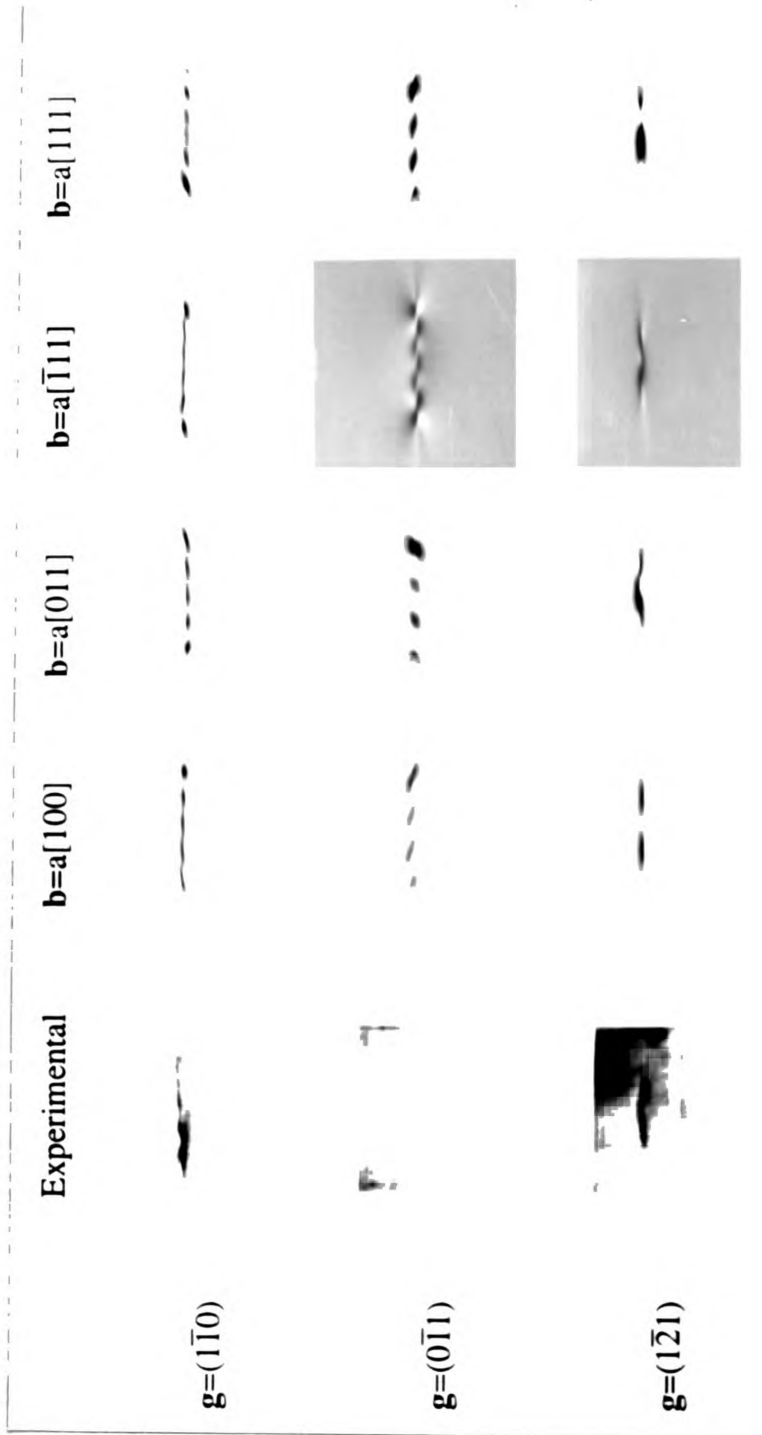 Experimental b=a[100] b=a[011] b=a[1̄11] b=a[111]
g=(11̄0)
g=(01̄1)
g=(12̄1)